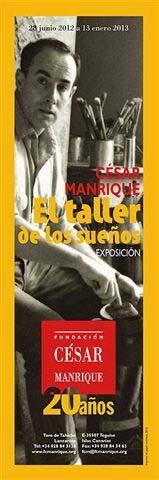 28 junio 2012 a 13 enero 2013
CÉSAR
MANRIQUE
El taller
de los sueños
EXPOSICIÓN
FUNDACIÓN
CÉSAR
MANRIQUE
20 años
Taro de Tahíche
Lanzarote
Tel: +34 928 84 31 38
www.fcmanrique.org
E-35507 Teguise
Islas Canarias
Fax: +34 928 84 34 63
fcm@fcmanrique.org